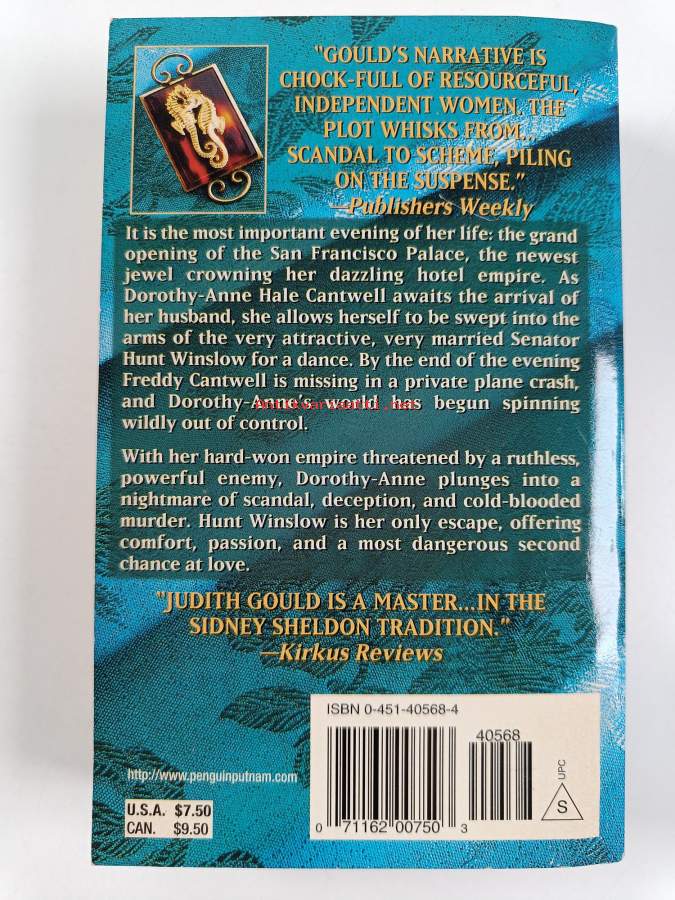 "GOULD'S NARRATIVE IS
CHOCK-FULL OF RESOURCEFUL,
INDEPENDENT WOMEN. THE
PLOT WHISKS FROM...
SCANDAL TO SCHEME, PILING
ON THE SUSPENSE."
—Publishers Weekly
It is the most important evening of her life: the grand
opening of the San Francisco Palace, the newest
jewel crowning her dazzling hotel empire. As
Dorothy-Anne Hale Cantwell awaits the arrival of
her husband, she allows herself to be swept into the
arms of the very attractive, very married Senator
Hunt Winslow for a dance. By the end of the evening
Freddy Cantwell is missing in a private plane crash,
and Dorothy-Anne's world has begun spinning
wildly out of control.
With her hard-won empire threatened by a ruthless,
powerful enemy, Dorothy-Anne plunges into a
nightmare of scandal, deception, and cold-blooded
murder. Hunt Winslow is her only escape, offering
comfort, passion, and a most dangerous second
chance at love.
"JUDITH GOULD IS A MASTER...IN THE
SIDNEY SHELDON TRADITION."
—Kirkus Reviews
ISBN 0-451-40568-4
40568
UPC
S
http://www.penguinputnam.com
U.S.A. $7.50
CAN. $9.50
0 71162 00750 3